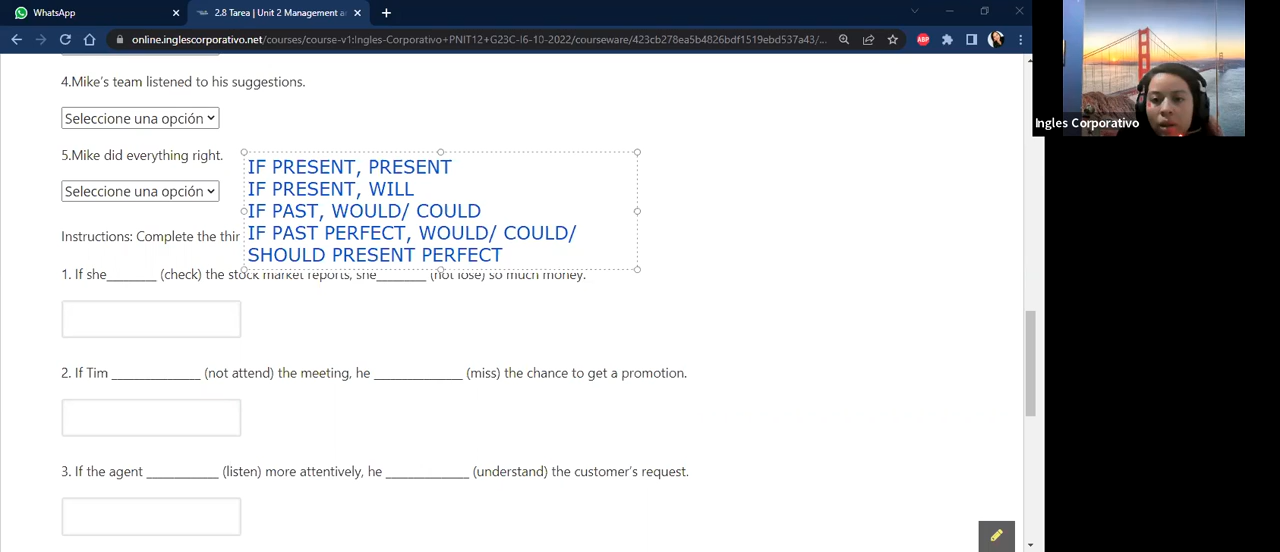 WhatsApp
2.8 Tarea | Unit 2 Management a
online.inglescorporativo.net/courses/course-v1:Ingles-Corporativo+PNIT12+G23C-I6-10-2022/courseware/423cb278ea5b4826bdf1519ebd537a43/...
ABP
Ingles Corporativo
4.Mike's team listened to his suggestions.
Seleccione una opción
5.Mike did everything right.
Seleccione una opción
IF PRESENT, PRESENT
IF PRESENT, WILL
IF PAST, WOULD/ COULD
IF PAST PERFECT, WOULD/ COULD/
SHOULD PRESENT PERFECT
Instructions: Complete the thir
1. If she________ (check) the stock market reports, she________ (not lose) so much money.
2. If Tim ______________ (not attend) the meeting, he ______________ (miss) the chance to get a promotion.
3. If the agent ___________ (listen) more attentively, he _____________ (understand) the customer's request.